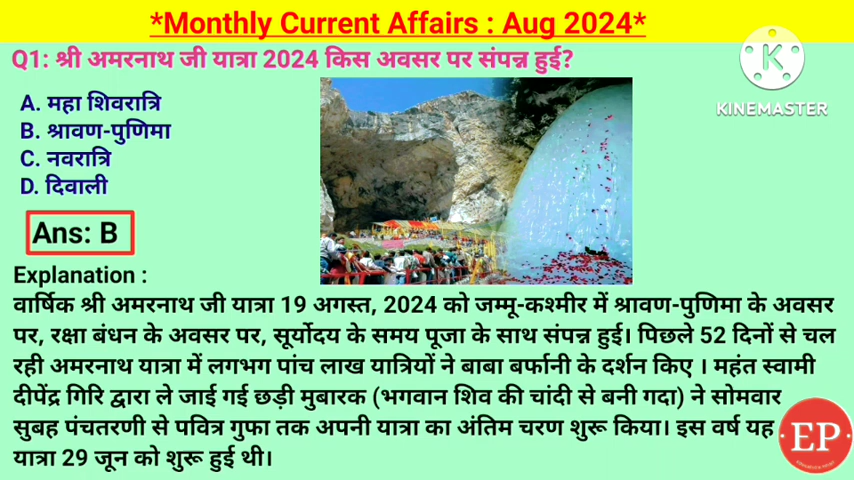 *Monthly Current Affairs : Aug 2024*
Q1: श्री अमरनाथ जी यात्रा 2024 किस अवसर पर संपन्न हुई?
KINEMASTER
A. महा शिवरात्रि
B. श्रावण-पुणिमा
C. नवरात्रि
D. दिवाली
Ans: B
Explanation :
वार्षिक श्री अमरनाथ जी यात्रा 19 अगस्त, 2024 को जम्मू-कश्मीर में श्रावण-पुणिमा के अवसर
पर, रक्षा बंधन के अवसर पर, सूर्योदय के समय पूजा के साथ संपन्न हुई। पिछले 52 दिनों से चल
रही अमरनाथ यात्रा में लगभग पांच लाख यात्रियों ने बाबा बर्फानी के दर्शन किए । महंत स्वामी
दीपेंद्र गिरि द्वारा ले जाई गई छड़ी मुबारक (भगवान शिव की चांदी से बनी गदा) ने सोमवार
सुबह पंचतरणी से पवित्र गुफा तक अपनी यात्रा का अंतिम चरण शुरू किया। इस वर्ष यह
यात्रा 29 जून को शुरू हुई थी।
EP